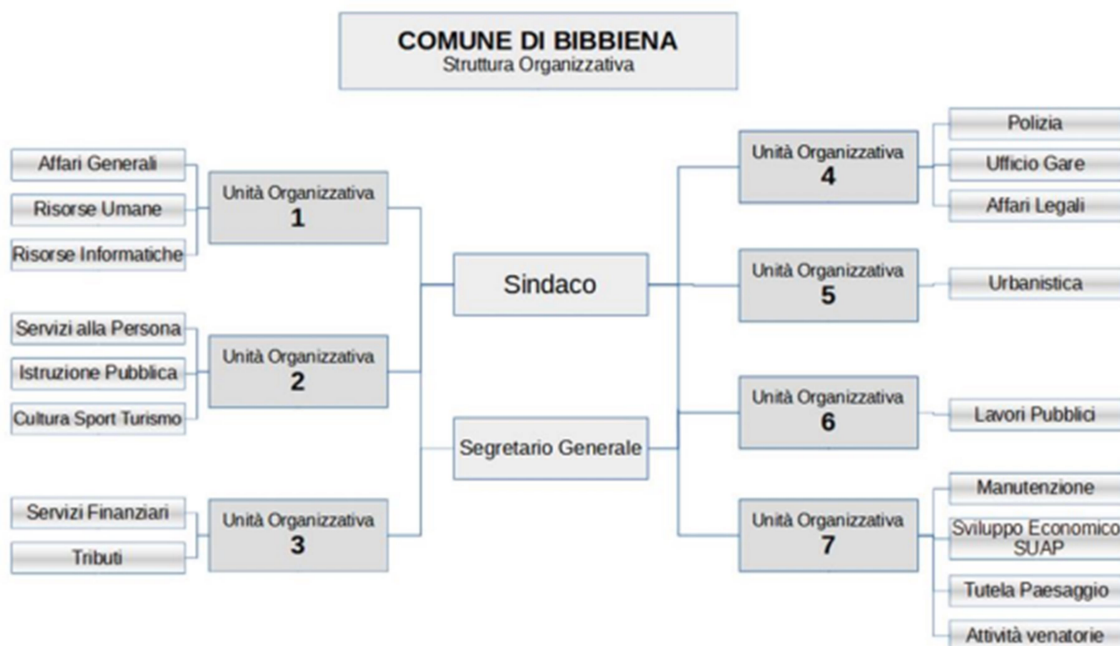 COMUNE DI BIBBIENA
Struttura Organizzativa
Affari Generali
Risorse Umane
Risorse Informatiche
Unità Organizzativa
1
Servizi alla Persona
Istruzione Pubblica
Cultura Sport Turismo
Unità Organizzativa
2
Servizi Finanziari
Tributi
Unità Organizzativa
3
Sindaco
Segretario Generale
Unità Organizzativa
4
Polizia
Ufficio Gare
Affari Legali
Unità Organizzativa
5
Urbanistica
Unità Organizzativa
6
Lavori Pubblici
Unità Organizzativa
7
Manutenzione
Sviluppo Economico
SUAP
Tutela Paesaggio
Attività venatorie